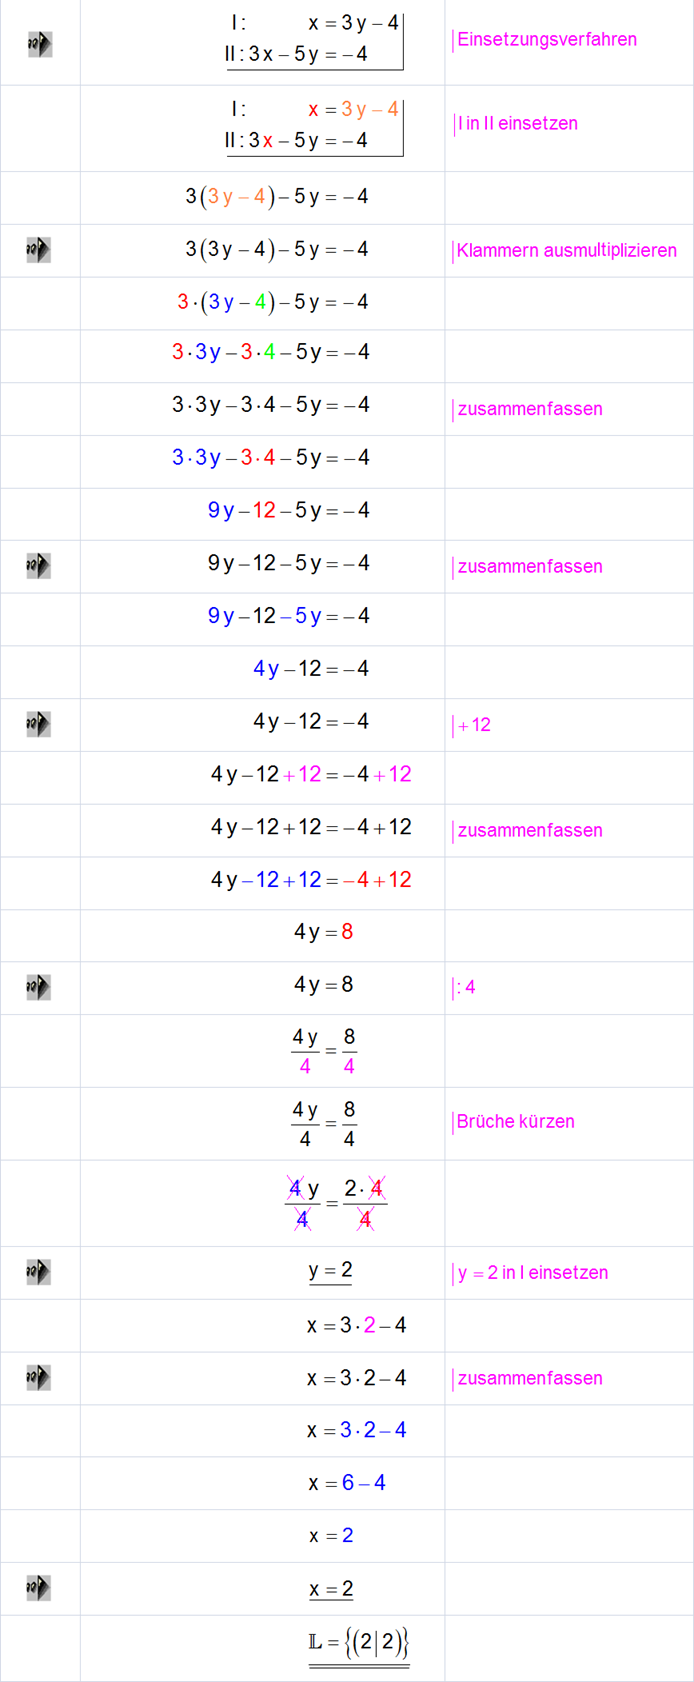 I: x = 3y − 4
II: 3x − 5y = −4 |Einsetzungsverfahren
I: x = 3y − 4
II: 3x − 5y = −4 |I in II einsetzen
3(3y − 4) − 5y = −4
3(3y − 4) − 5y = −4 |Klammern ausmultiplizieren
3·(3y − 4) − 5y = −4
3·3y − 3·4 − 5y = −4
3·3y − 3·4 − 5y = −4 |zusammenfassen
3·3y − 3·4 − 5y = −4
9y − 12 − 5y = −4
9y − 12 − 5y = −4 |zusammenfassen
9y − 12 − 5y = −4
4y − 12 = −4
4y − 12 = −4 |+12
4y − 12 + 12 = −4 + 12
4y − 12 + 12 = −4 + 12 |zusammenfassen
4y − 12 + 12 = −4 + 12
4y = 8
4y = 8 |: 4
4y/4 = 8/4
4y/4 = 8/4 |Brüche kürzen
4y/4 = 2·4/4
y = 2 |y = 2 in I einsetzen
x = 3·2 − 4
x = 3·2 − 4 |zusammenfassen
x = 3·2 − 4
x = 6 − 4
x = 2
x = 2
𝕃 = {(2|2)}